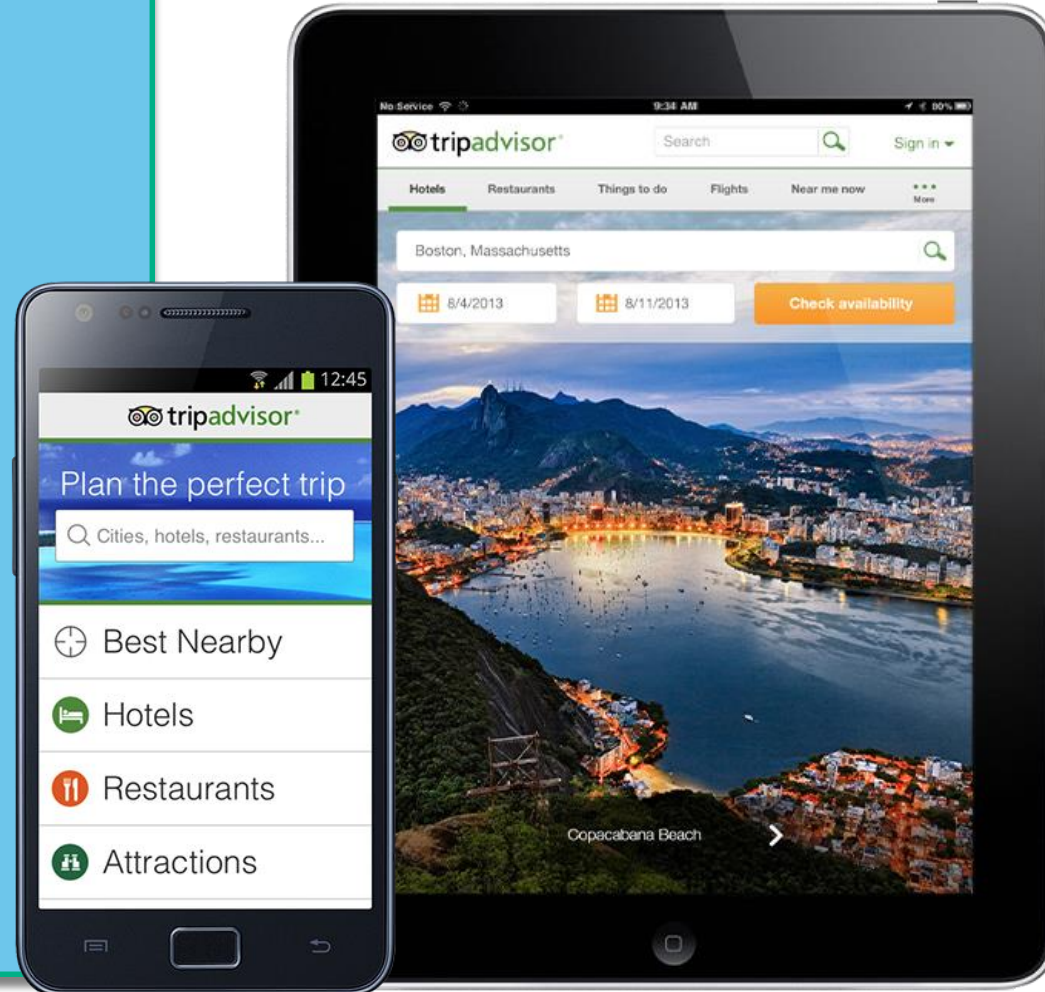 No Service 9:34 AM 80%
tripadvisor®
Search
Sign in
Hotels Restaurants Things to do Flights Near me now More
Boston, Massachusetts
8/4/2013 8/11/2013 Check availability
Copacabana Beach
12:45
tripadvisor®
Plan the perfect trip
Cities, hotels, restaurants...
Best Nearby
Hotels
Restaurants
Attractions